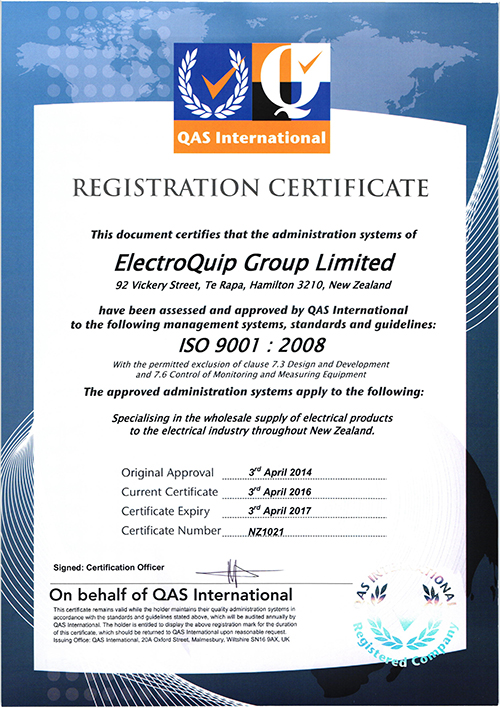 QAS International
REGISTRATION CERTIFICATE
This document certifies that the administration systems of
ElectroQuip Group Limited
92 Vickery Street, Te Rapa, Hamilton 3210, New Zealand
have been assessed and approved by QAS International
to the following management systems, standards and guidelines:
ISO 9001 : 2008
With the permitted exclusion of clause 7.3 Design and Development
and 7.6 Control of Monitoring and Measuring Equipment
The approved administration systems apply to the following:
Specialising in the wholesale supply of electrical products
to the electrical industry throughout New Zealand.
Original Approval 3rd April 2014
Current Certificate 3rd April 2016
Certificate Expiry 3rd April 2017
Certificate Number NZ1021
Signed: Certification Officer
On behalf of QAS International
This certificate remains valid while the holder maintains their quality administration systems in
accordance with the standards and guidelines stated above, which will be audited annually by
QAS International. The holder is entitled to display the above registration mark for the duration
of this certificate, which should be returned to QAS International upon reasonable request.
Issuing Office: QAS International, 20A Oxford Street, Malmesbury, Wiltshire SN16 9AX, UK
QAS INTERNATIONAL
Registered Company